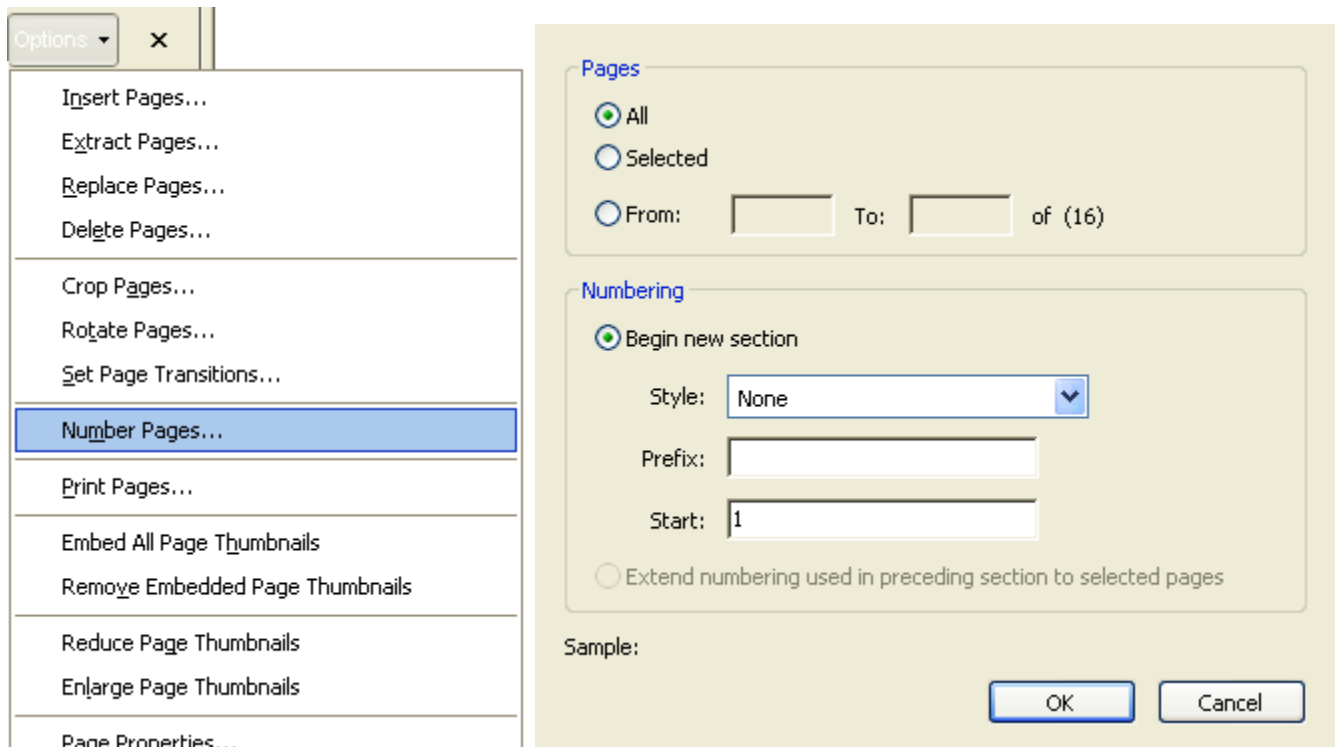 Options
Insert Pages...
Extract Pages...
Replace Pages...
Delete Pages...
Crop Pages...
Rotate Pages...
Set Page Transitions...
Number Pages...
Print Pages...
Embed All Page Thumbnails
Remove Embedded Page Thumbnails
Reduce Page Thumbnails
Enlarge Page Thumbnails
Page Properties...
Pages
All
Selected
From: To: of (16)
Numbering
Begin new section
Style: None
Prefix:
Start: 1
Extend numbering used in preceding section to selected pages
Sample:
OK Cancel